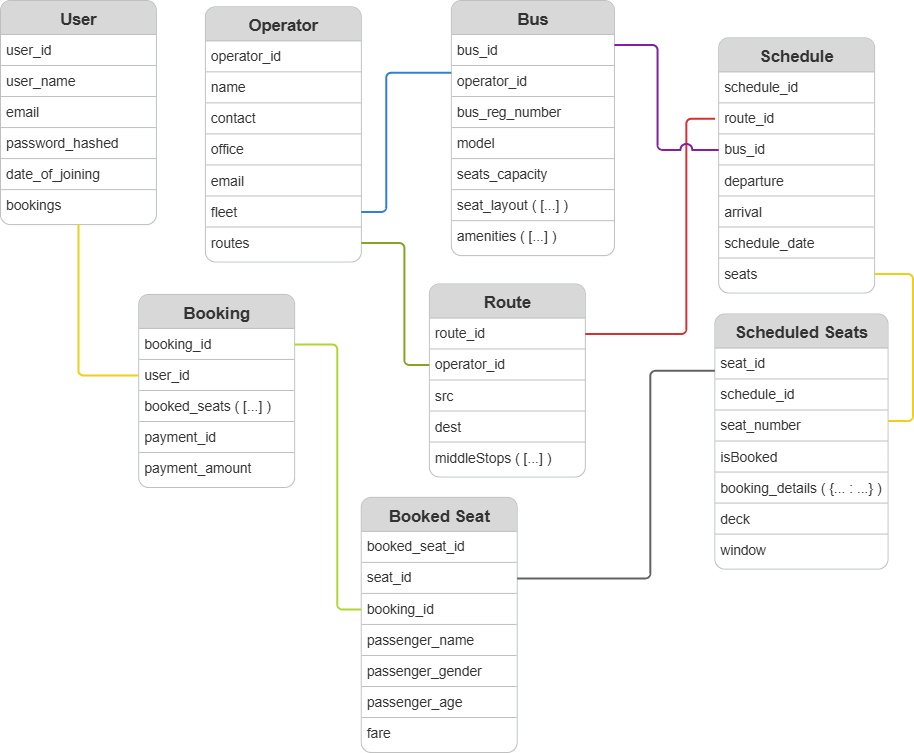 User
user_id
user_name
email
password_hashed
date_of_joining
bookings
Operator
operator_id
name
contact
office
email
fleet
routes
Bus
bus_id
operator_id
bus_reg_number
model
seats_capacity
seat_layout ( [...] )
amenities ( [...] )
Schedule
schedule_id
route_id
bus_id
departure
arrival
schedule_date
seats
Booking
booking_id
user_id
booked_seats ( [...] )
payment_id
payment_amount
Route
route_id
operator_id
src
dest
middleStops ( [...] )
Scheduled Seats
seat_id
schedule_id
seat_number
isBooked
booking_details ( {... : ...} )
deck
window
Booked Seat
booked_seat_id
seat_id
booking_id
passenger_name
passenger_gender
passenger_age
fare